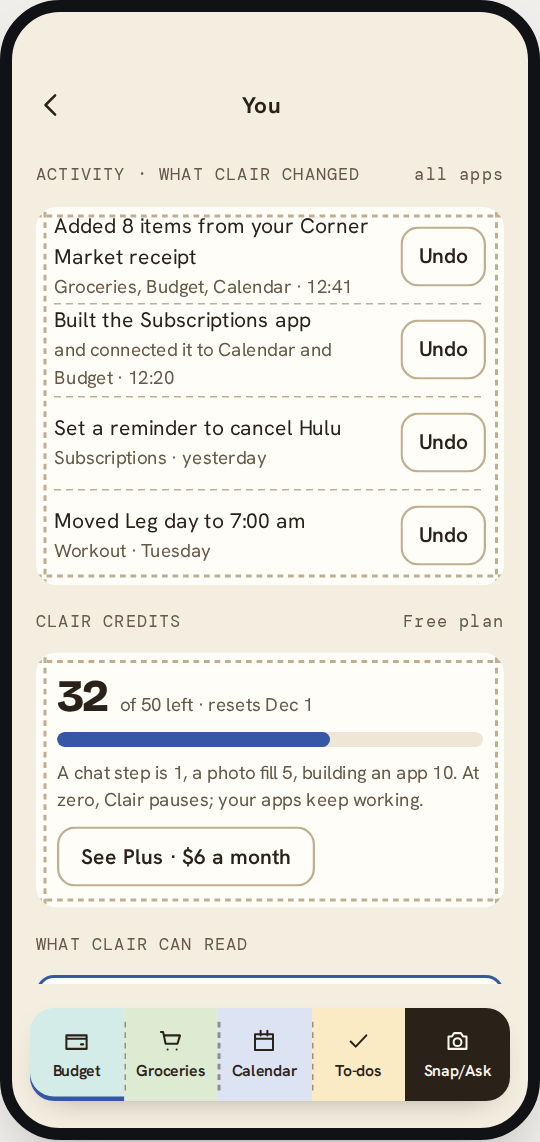 You
ACTIVITY · WHAT CLAIR CHANGED all apps
Added 8 items from your Corner
Market receipt
Groceries, Budget, Calendar · 12:41
Undo
Built the Subscriptions app
and connected it to Calendar and
Budget · 12:20
Undo
Set a reminder to cancel Hulu
Subscriptions · yesterday
Undo
Moved Leg day to 7:00 am
Workout · Tuesday
Undo
CLAIR CREDITS Free plan
32 of 50 left · resets Dec 1
A chat step is 1, a photo fill 5, building an app 10. At
zero, Clair pauses; your apps keep working.
See Plus · $6 a month
WHAT CLAIR CAN READ
Budget Groceries Calendar To-dos Snap/Ask